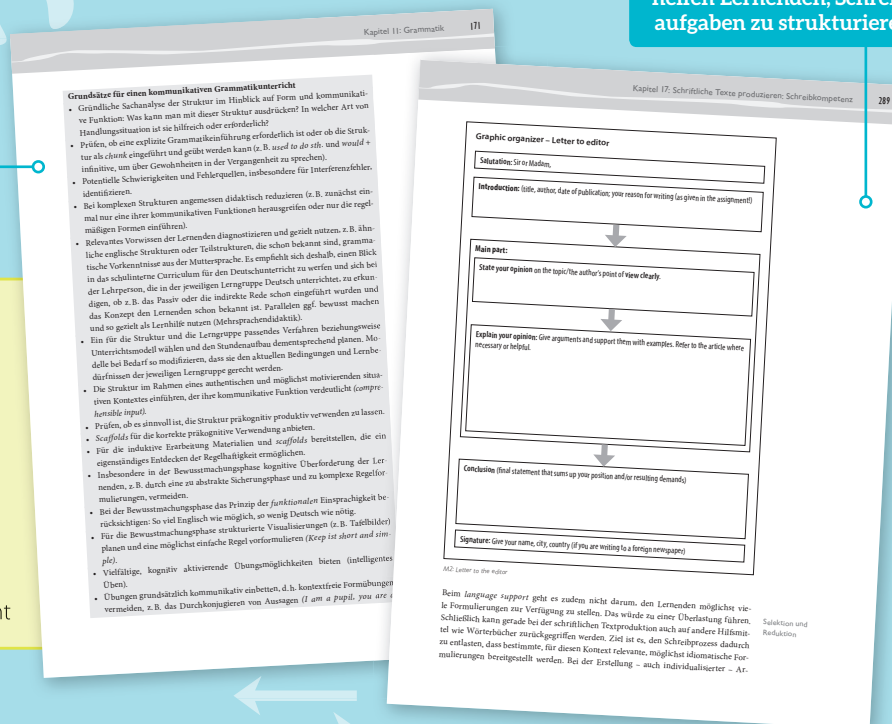 helfen Lernenden, Schrei
aufgaben zu strukturiere
Kapitel 11: Grammatik 171
Grundsätze für einen kommunikativen Grammatikunterricht
• Gründliche Sachanalyse der Struktur im Hinblick auf Form und kommunikati-
ve Funktion: Was kann man mit dieser Struktur ausdrücken? In welcher Art von
Handlungssituation ist sie hilfreich oder erforderlich?
• Prüfen, ob eine explizite Grammatikeinführung erforderlich ist oder ob die Struk-
tur als chunk eingeführt und geübt werden kann (z. B. used to do sth. und would +
infinitive, um über Gewohnheiten in der Vergangenheit zu sprechen).
• Potentielle Schwierigkeiten und Fehlerquellen, insbesondere für Interferenzfehler,
identifizieren.
• Bei komplexen Strukturen angemessen didaktisch reduzieren (z. B. zunächst ein-
mal nur eine ihrer kommunikativen Funktionen herausgreifen oder nur die regel-
mäßigen Formen einführen).
• Relevantes Vorwissen der Lernenden diagnostizieren und gezielt nutzen, z. B. ähn-
liche englische Strukturen oder Teilstrukturen, die schon bekannt sind, gramma-
tische Vorkenntnisse aus der Muttersprache. Es empfiehlt sich deshalb, einen Blick
in das schulinterne Curriculum für den Deutschunterricht zu werfen und sich bei
der Lehrperson, die in der jeweiligen Lerngruppe Deutsch unterrichtet, zu erkun-
digen, ob z. B. das Passiv oder die indirekte Rede schon eingeführt wurden und
das Konzept den Lernenden schon bekannt ist. Parallelen ggf. bewusst machen
und so gezielt als Lernhilfe nutzen (Mehrsprachendidaktik).
• Ein für die Struktur und die Lerngruppe passendes Verfahren beziehungsweise
Unterrichtsmodell wählen und den Stundenaufbau dementsprechend planen. Mo-
delle bei Bedarf so modifizieren, dass sie den aktuellen Bedingungen und Lernbe-
dürfnissen der jeweiligen Lerngruppe gerecht werden.
• Die Struktur im Rahmen eines authentischen und möglichst motivierenden situa-
tiven Kontextes einführen, der ihre kommunikative Funktion verdeutlicht (compre-
hensible input).
• Prüfen, ob es sinnvoll ist, die Struktur präkognitiv produktiv verwenden zu lassen.
• Scaffolds für die korrekte präkognitive Verwendung anbieten.
• Für die induktive Erarbeitung Materialien und scaffolds bereitstellen, die ein
eigenständiges Entdecken der Regelhaftigkeit ermöglichen.
• Insbesondere in der Bewusstmachungsphase kognitive Überforderung der Ler-
nenden, z. B. durch eine zu abstrakte Sicherungsphase und zu komplexe Regelfor-
mulierungen, vermeiden.
• Bei der Bewusstmachungsphase das Prinzip der funktionalen Einsprachigkeit be-
rücksichtigen: So viel Englisch wie möglich, so wenig Deutsch wie nötig.
• Für die Bewusstmachungsphase strukturierte Visualisierungen (z. B. Tafelbilder)
planen und eine möglichst einfache Regel vorformulieren (Keep ist short and sim-
ple).
• Vielfältige, kognitiv aktivierende Übungsmöglichkeiten bieten (intelligentes
Üben).
• Übungen grundsätzlich kommunikativ einbetten, d. h. kontextfreie Formübungen
vermeiden, z. B. das Durchkonjugieren von Aussagen (I am a pupil, you are a
nt
Kapitel 17: Schriftliche Texte produzieren: Schreibkompetenz 289
Graphic organizer – Letter to editor
Salutation: Sir or Madam,
Introduction: (title, author, date of publication; your reason for writing (as given in the assignment!)
Main part:
State your opinion on the topic/the author's point of view clearly.
Explain your opinion: Give arguments and support them with examples. Refer to the article where
necessary or helpful.
Conclusion (final statement that sums up your position and/or resulting demands)
Signature: Give your name, city, country (if you are writing to a foreign newspaper)
M2: Letter to the editor
Beim language support geht es zudem nicht darum, den Lernenden möglichst vie-
le Formulierungen zur Verfügung zu stellen. Das würde zu einer Überlastung führen.
Schließlich kann gerade bei der schriftlichen Textproduktion auch auf andere Hilfsmit-
tel wie Wörterbücher zurückgegriffen werden. Ziel ist es, den Schreibprozess dadurch
zu entlasten, dass bestimmte, für diesen Kontext relevante, möglichst idiomatische For-
mulierungen bereitgestellt werden. Bei der Erstellung – auch individualisierter – Ar-
Selektion und
Reduktion